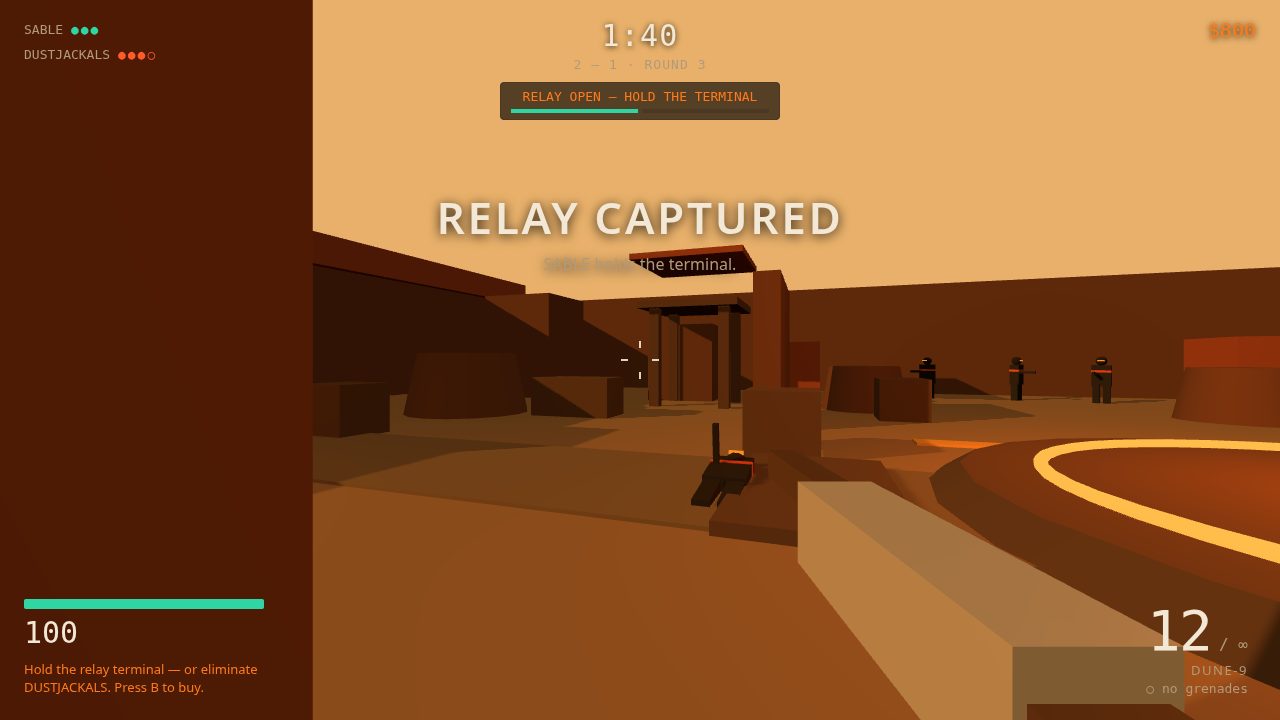 SABLE ●●●
DUSTJACKALS ●●●○
1:40
2 — 1 · ROUND 3
$800
RELAY OPEN — HOLD THE TERMINAL
RELAY CAPTURED
SABLE holds the terminal.
100
Hold the relay terminal — or eliminate
DUSTJACKALS. Press B to buy.
12 / ∞
DUNE-9
○ no grenades